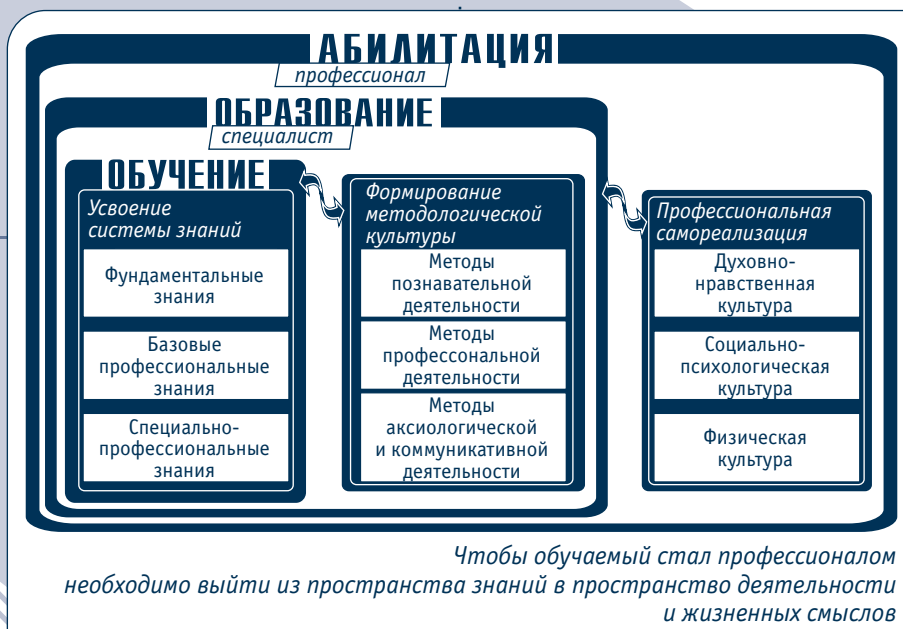 АБИЛИТАЦИЯ
профессионал
ОБРАЗОВАНИЕ
специалист
ОБУЧЕНИЕ
Усвоение
системы знаний
Фундаментальные
знания
Базовые
профессиональные
знания
Специально-
профессиональные
знания
Формирование
методологической
культуры
Методы
познавательной
деятельности
Методы
профессональной
деятельности
Методы
аксиологической
и коммуникативной
деятельности
Профессиональная
самореализация
Духовно-
нравственная
культура
Социально-
психологическая
культура
Физическая
культура
Чтобы обучаемый стал профессионалом
необходимо выйти из пространства знаний в пространство деятельности
и жизненных смыслов